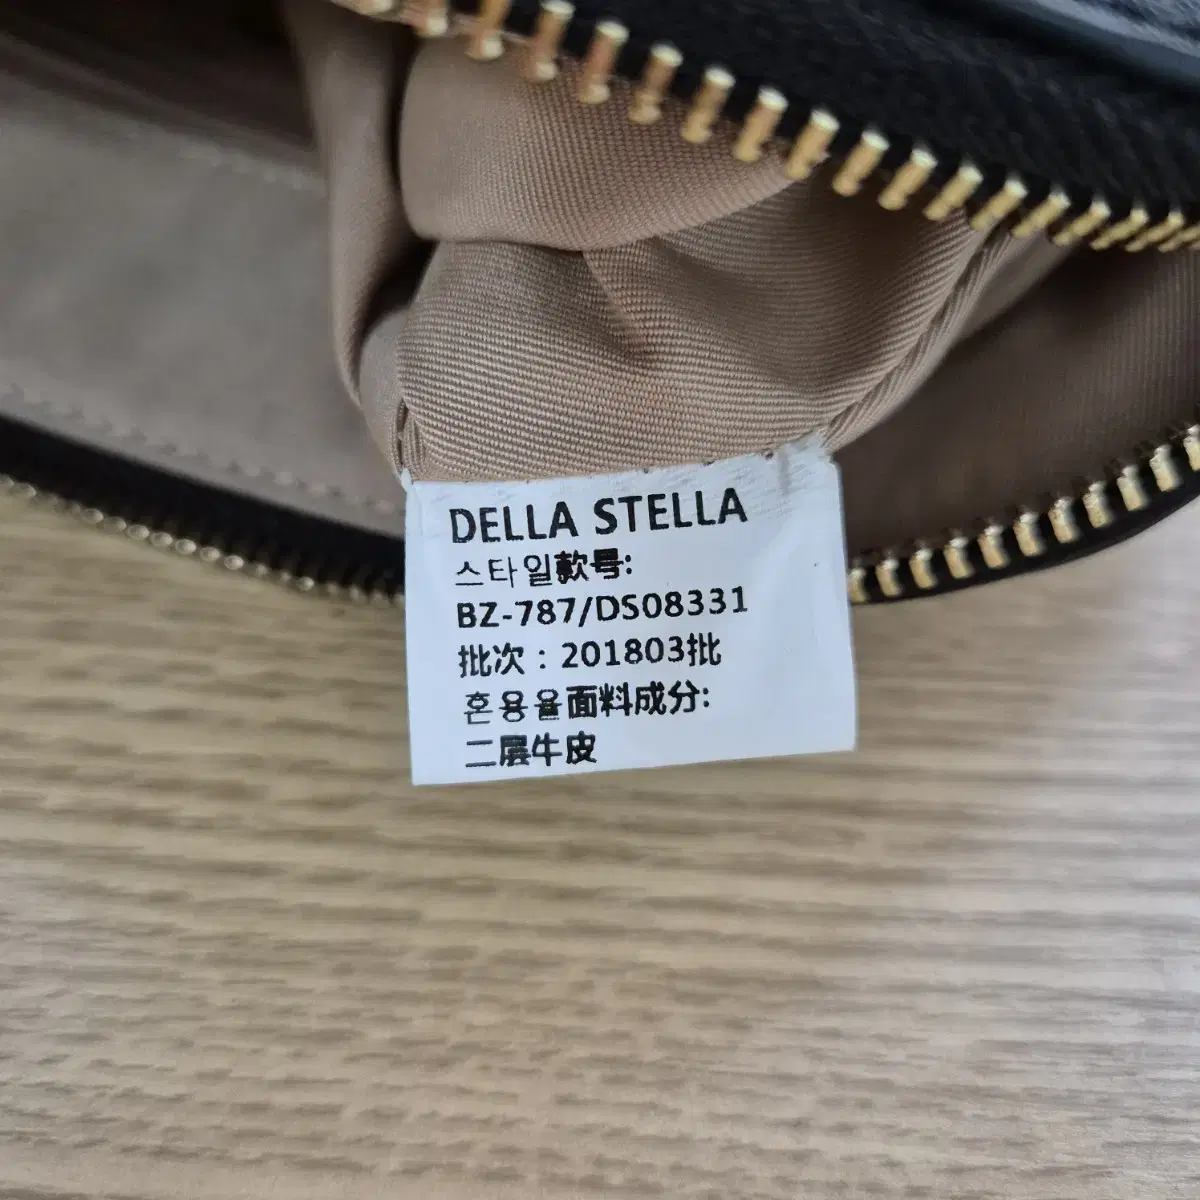 DELLA STELLA
스타일款号:
BZ-787/DS08331
批次：201803批
혼용율面料成分:
二层牛皮